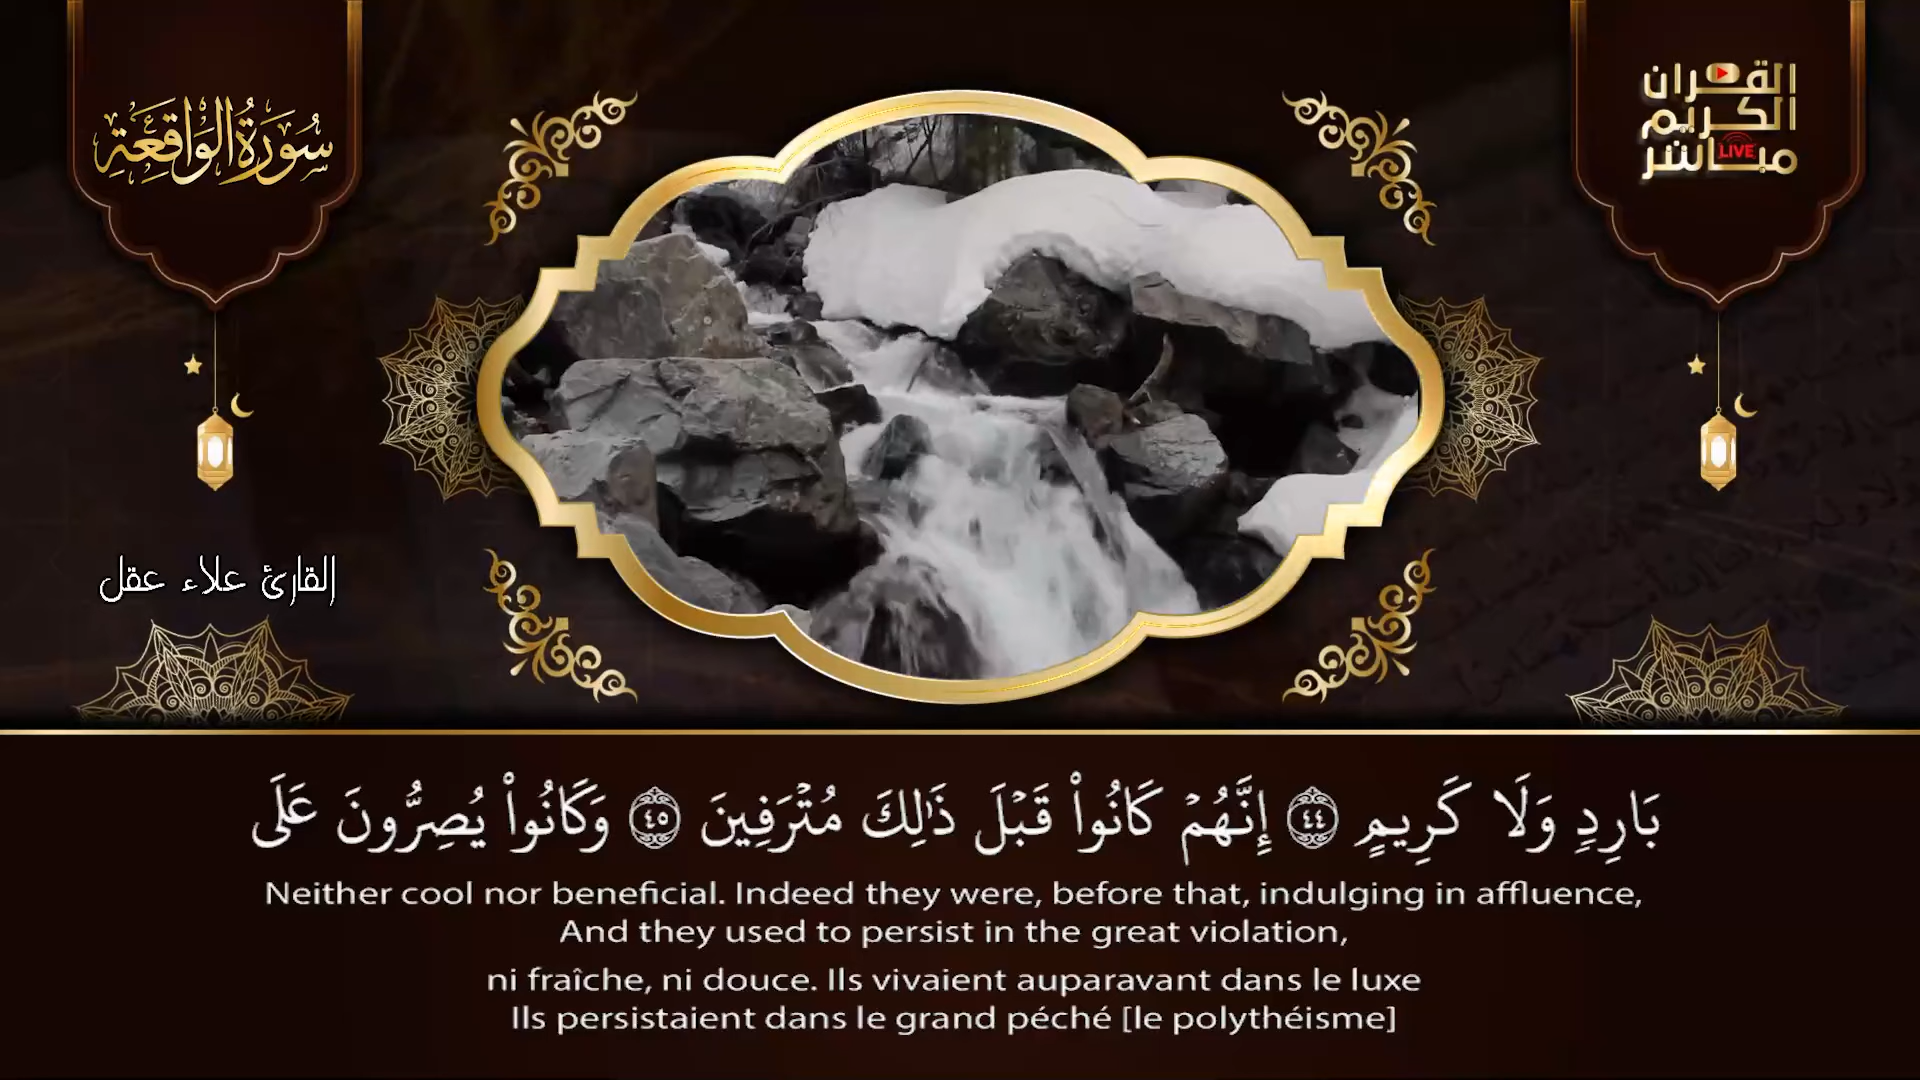 سُورَةُ الوَاقِعَةِ
القرآن
الكريم
مباشر
LIVE
القارئ علاء عقل
بَارِدٍ وَلَا كَرِيمٍ ٤٤ إِنَّهُمْ كَانُوا۟ قَبْلَ ذَٰلِكَ مُتْرَفِينَ ٤٥ وَكَانُوا۟ يُصِرُّونَ عَلَى
Neither cool nor beneficial. Indeed they were, before that, indulging in affluence,
And they used to persist in the great violation,
ni fraîche, ni douce. Ils vivaient auparavant dans le luxe
Ils persistaient dans le grand péché [le polythéisme]